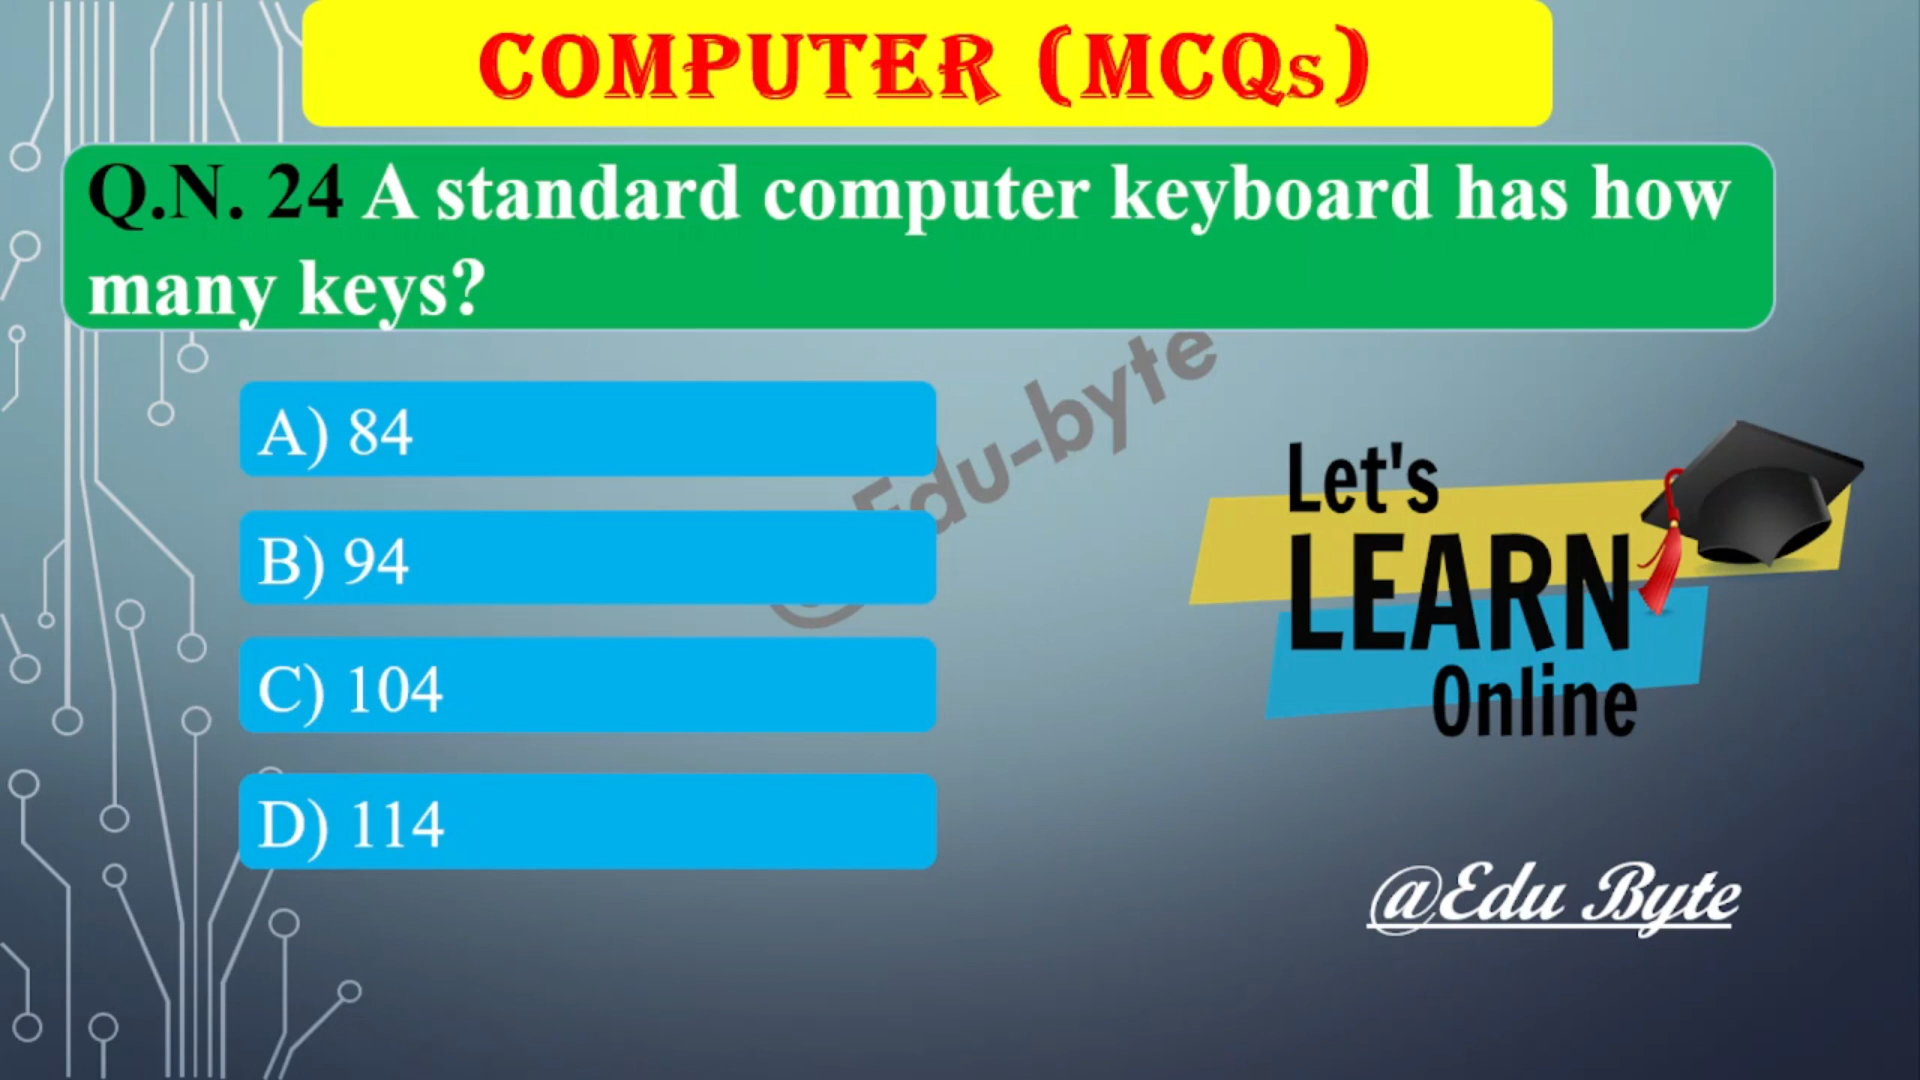 COMPUTER (MCQs)
Q.N. 24 A standard computer keyboard has how
many keys?
@Edu-byte
A) 84
B) 94
C) 104
D) 114
Let's
LEARN
Online
@Edu Byte